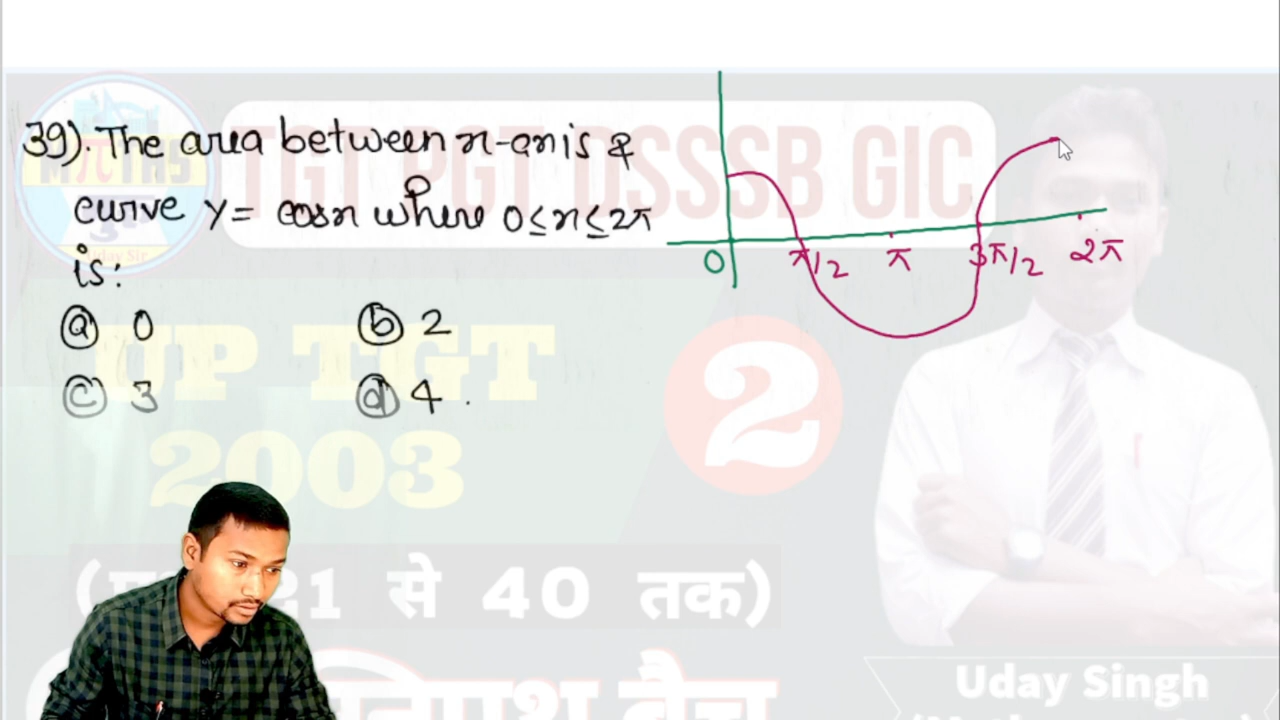 TGT PGT DSSSB GIC
39). The area between x-axis &
curve y = cosx where 0≤x≤2π
is:
ⓐ 0 ⓑ 2
ⓒ 3 ⓓ 4 .
0 π/2 π 3π/2 2π
UP TGT
2003
2
21 से 40 तक)
Uday Singh